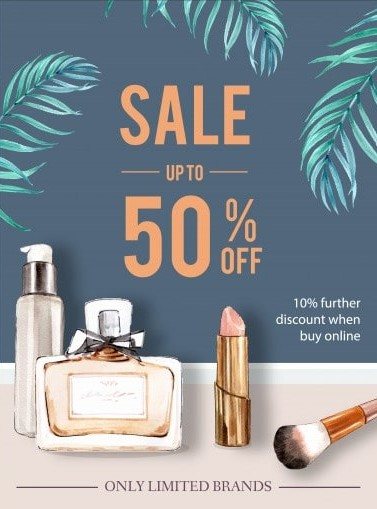 SALE
UP TO
50% OFF
10% further
discount when
buy online
ONLY LIMITED BRANDS